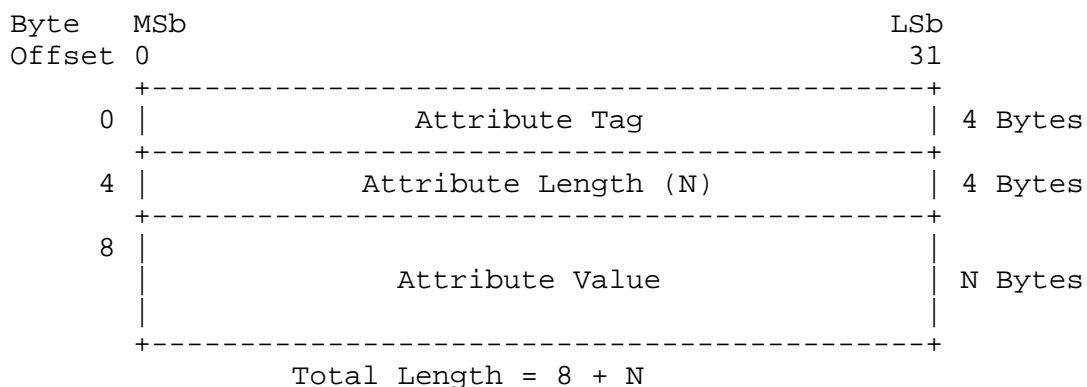 Byte MSb LSb
Offset 0 31
+--------------------------------------------+
0 | Attribute Tag | 4 Bytes
+--------------------------------------------+
4 | Attribute Length (N) | 4 Bytes
+--------------------------------------------+
8 | |
| Attribute Value | N Bytes
| |
+--------------------------------------------+
Total Length = 8 + N